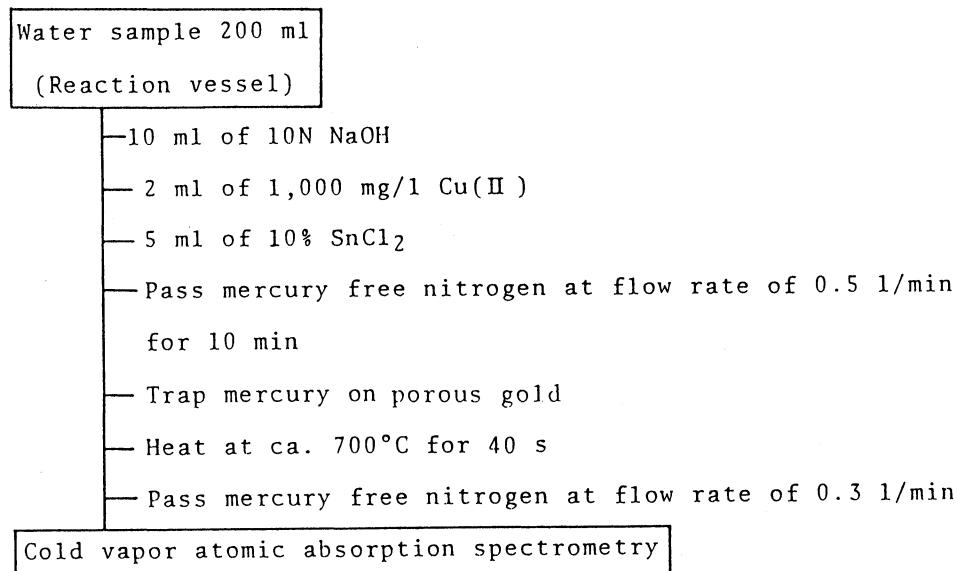 Water sample 200 ml
(Reaction vessel)
10 ml of 10N NaOH
2 ml of 1,000 mg/l Cu(Ⅱ )
5 ml of 10% SnCl₂
Pass mercury free nitrogen at flow rate of 0.5 l/min
for 10 min
Trap mercury on porous gold
Heat at ca. 700°C for 40 s
Pass mercury free nitrogen at flow rate of 0.3 l/min
Cold vapor atomic absorption spectrometry